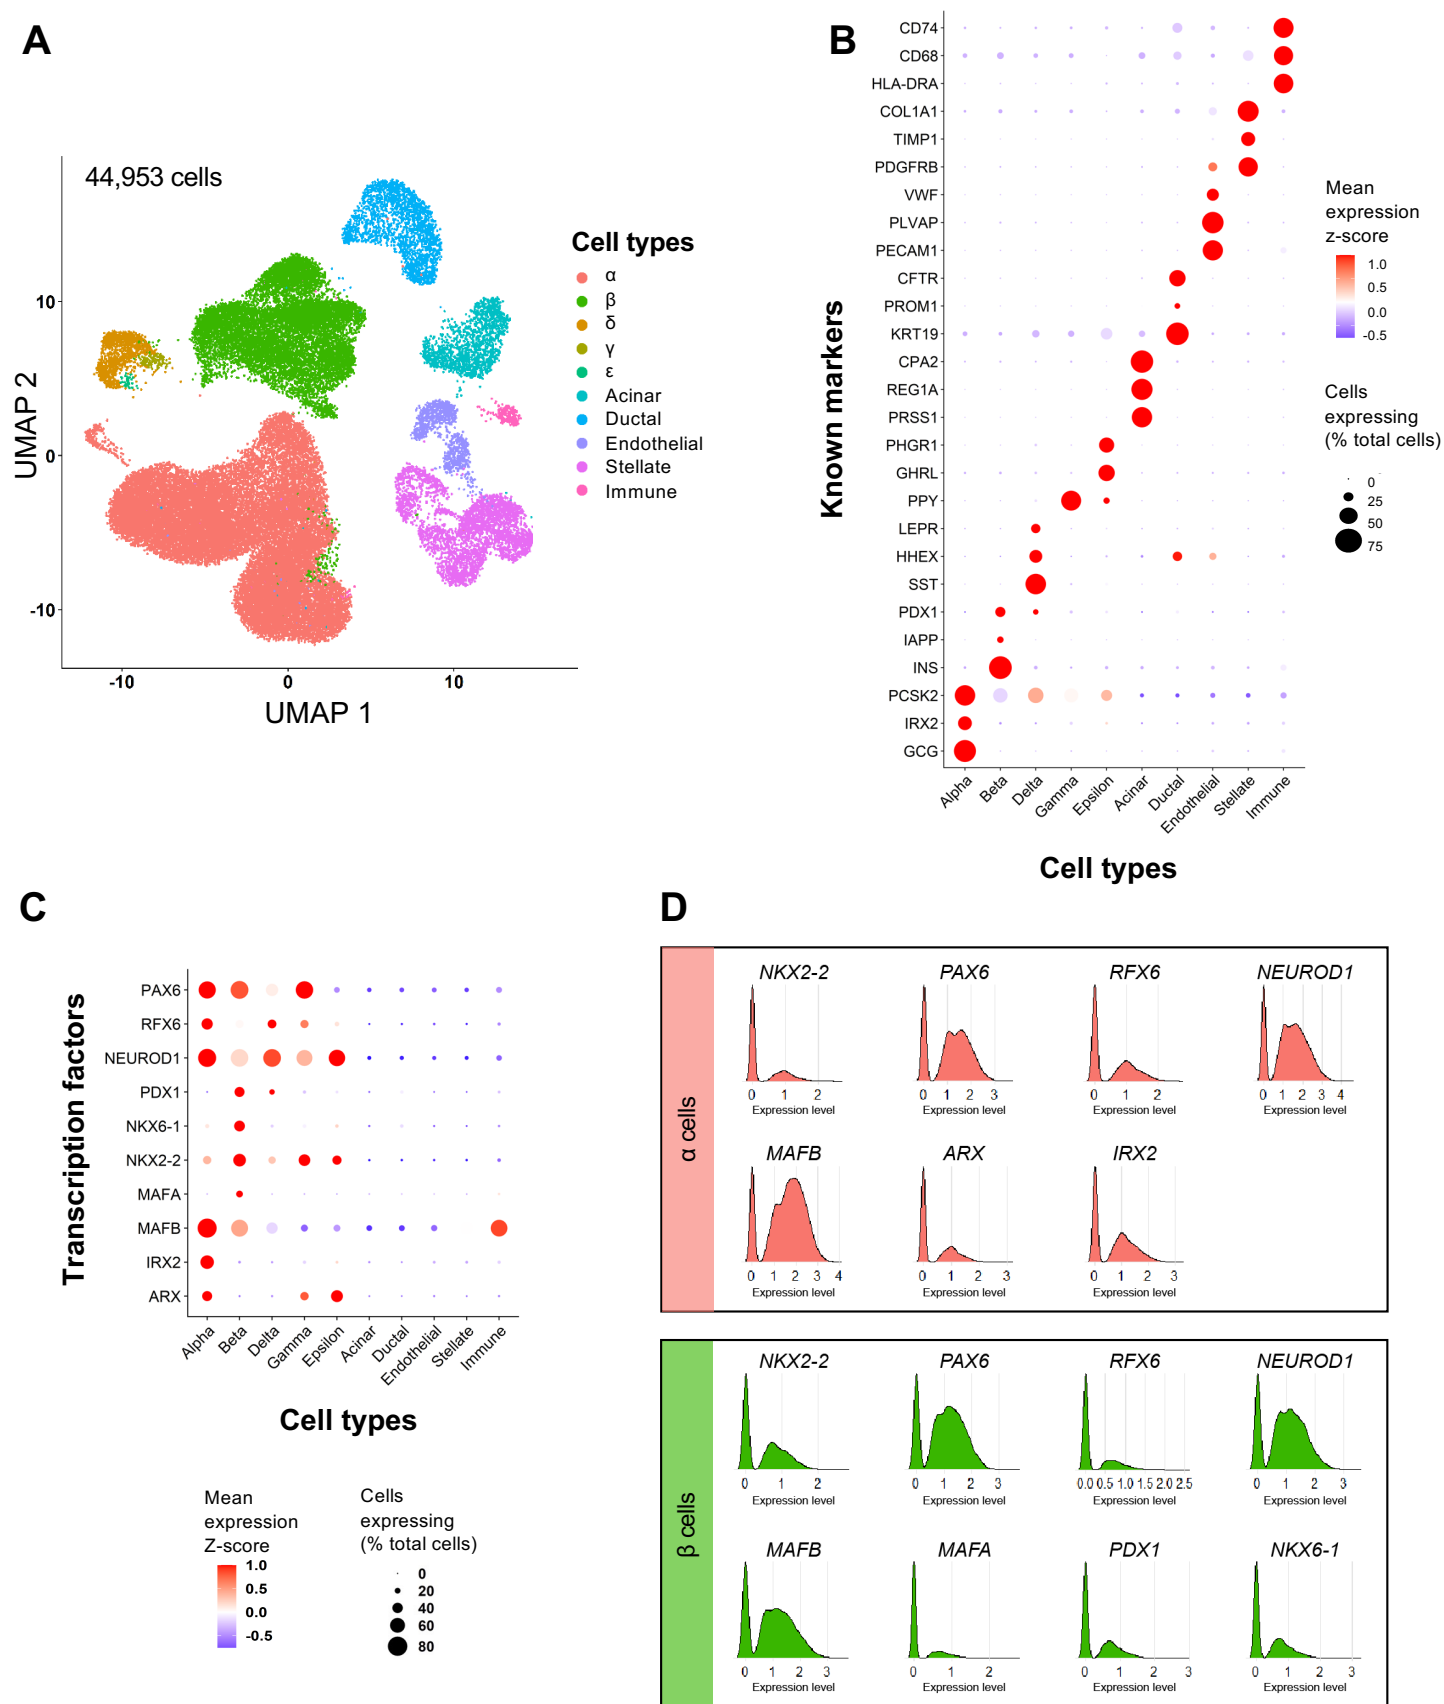 A
44,953 cells
UMAP 2
10
0
-10
-10
0
10
UMAP 1
Cell types
α
β
δ
γ
ε
Acinar
Ductal
Endothelial
Stellate
Immune
B
Known markers
CD74
CD68
HLA-DRA
COL1A1
TIMP1
PDGFRB
VWF
PLVAP
PECAM1
CFTR
PROM1
KRT19
CPA2
REG1A
PRSS1
PHGR1
GHRL
PPY
LEPR
HHEX
SST
PDX1
IAPP
INS
PCSK2
IRX2
GCG
Alpha
Beta
Delta
Gamma
Epsilon
Acinar
Ductal
Endothelial
Stellate
Immune
Cell types
Mean
expression
z-score
1.0
0.5
0.0
-0.5
Cells
expressing
(% total cells)
0
25
50
75
C
Transcription factors
PAX6
RFX6
NEUROD1
PDX1
NKX6-1
NKX2-2
MAFA
MAFB
IRX2
ARX
Alpha
Beta
Delta
Gamma
Epsilon
Acinar
Ductal
Endothelial
Stellate
Immune
Cell types
Mean
expression
Z-score
1.0
0.5
0.0
-0.5
Cells
expressing
(% total cells)
0
20
40
60
80
D
α cells
NKX2-2 PAX6 RFX6 NEUROD1
0 1 2 0 1 2 3 0 1 2 0 1 2 3 4
Expression level Expression level Expression level Expression level
MAFB ARX IRX2
0 1 2 3 4 0 1 2 3 0 1 2 3
Expression level Expression level Expression level
β cells
NKX2-2 PAX6 RFX6 NEUROD1
0 1 2 0 1 2 3 0.0 0.5 1.0 1.5 2.0 2.5 0 1 2 3
Expression level Expression level Expression level Expression level
MAFB MAFA PDX1 NKX6-1
0 1 2 3 0 1 2 0 1 2 3 0 1 2 3
Expression level Expression level Expression level Expression level